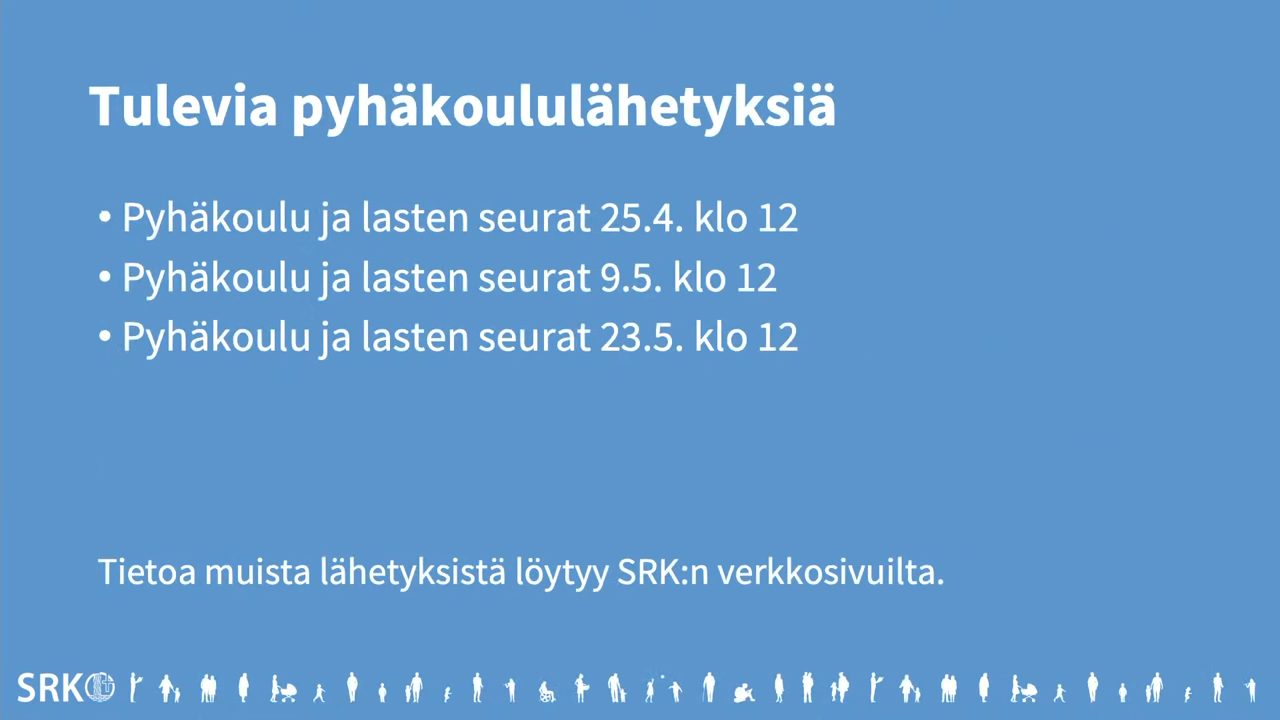 Tulevia pyhäkoululähetyksiä
• Pyhäkoulu ja lasten seurat 25.4. klo 12
• Pyhäkoulu ja lasten seurat 9.5. klo 12
• Pyhäkoulu ja lasten seurat 23.5. klo 12
Tietoa muista lähetyksistä löytyy SRK:n verkkosivuilta.
SRK